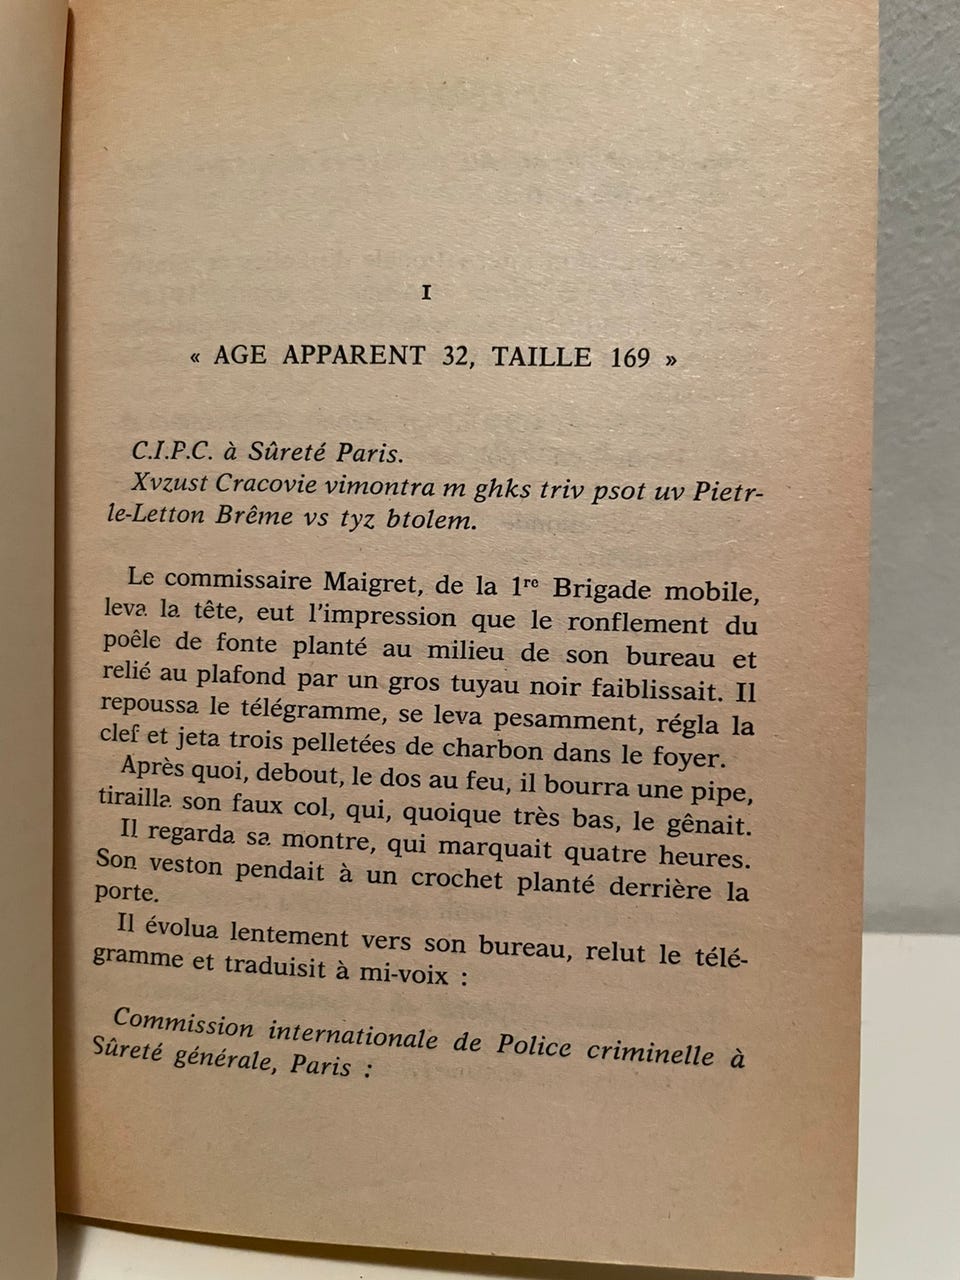 I
« AGE APPARENT 32, TAILLE 169 »
C.I.P.C. à Sûreté Paris.
Xvzust Cracovie vimontra m ghks triv psot uv Pietr-
le-Letton Brême vs tyz btolem.
Le commissaire Maigret, de la 1re Brigade mobile,
leva la tête, eut l'impression que le ronflement du
poêle de fonte planté au milieu de son bureau et
relié au plafond par un gros tuyau noir faiblissait. Il
repoussa le télégramme, se leva pesamment, régla la
clef et jeta trois pelletées de charbon dans le foyer.
Après quoi, debout, le dos au feu, il bourra une pipe,
tirailla son faux col, qui, quoique très bas, le gênait.
Il regarda sa montre, qui marquait quatre heures.
Son veston pendait à un crochet planté derrière la
porte.
Il évolua lentement vers son bureau, relut le télé-
gramme et traduisit à mi-voix :
Commission internationale de Police criminelle à
Sûreté générale, Paris :